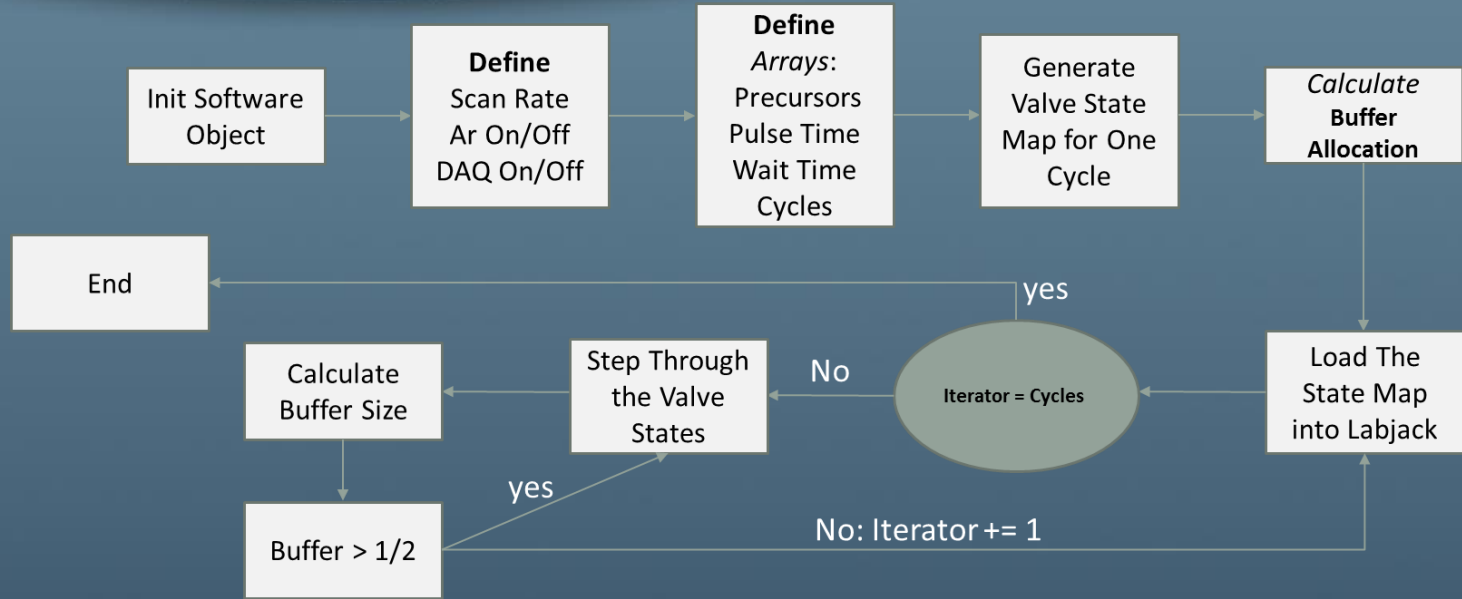 Init Software
Object
Define
Scan Rate
Ar On/Off
DAQ On/Off
Define
Arrays:
Precursors
Pulse Time
Wait Time
Cycles
Generate
Valve State
Map for One
Cycle
Calculate
Buffer
Allocation
Load The
State Map
into Labjack
Iterator = Cycles
yes
End
No
Step Through
the Valve
States
Calculate
Buffer Size
Buffer > 1/2
yes
No: Iterator += 1